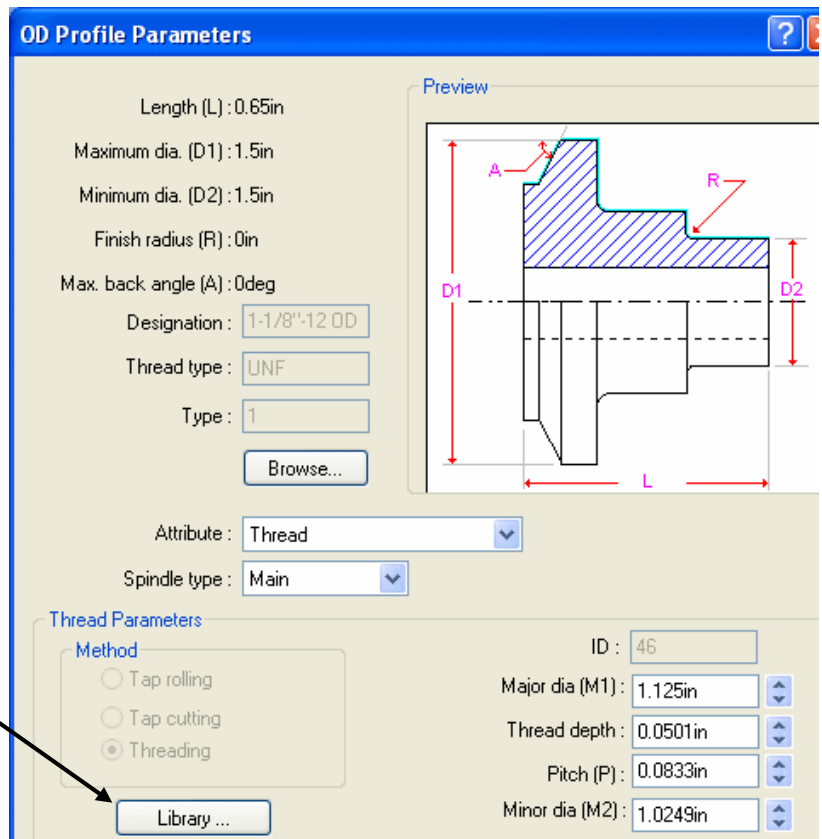 OD Profile Parameters
?
Length (L) : 0.65in
Maximum dia. (D1) : 1.5in
Minimum dia. (D2) : 1.5in
Finish radius (R) : 0in
Max. back angle (A) : 0deg
Designation : 1-1/8"-12 OD
Thread type : UNF
Type : 1
Browse...
Preview
A
R
D1
D2
L
Attribute : Thread
Spindle type : Main
Thread Parameters
Method
Tap rolling
Tap cutting
Threading
Library ...
ID : 46
Major dia (M1) : 1.125in
Thread depth : 0.0501in
Pitch (P) : 0.0833in
Minor dia (M2) : 1.0249in